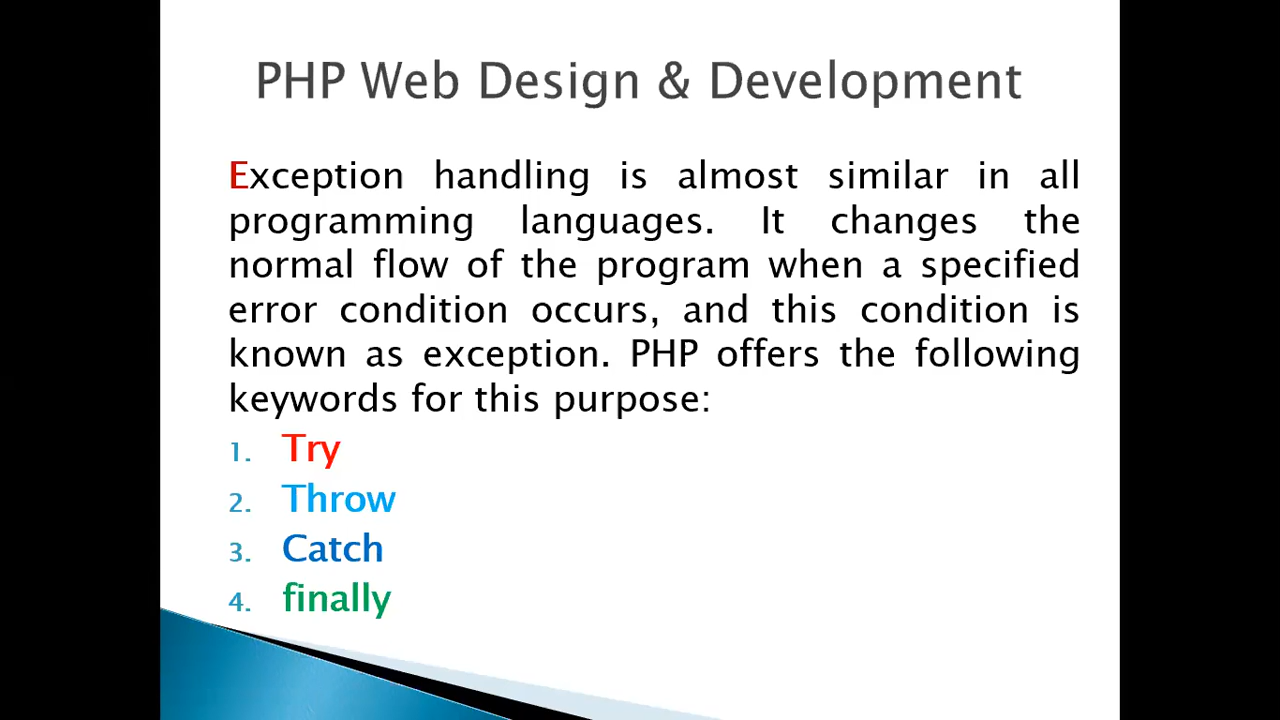 PHP Web Design & Development
Exception handling is almost similar in all
programming languages. It changes the
normal flow of the program when a specified
error condition occurs, and this condition is
known as exception. PHP offers the following
keywords for this purpose:
1. Try
2. Throw
3. Catch
4. finally